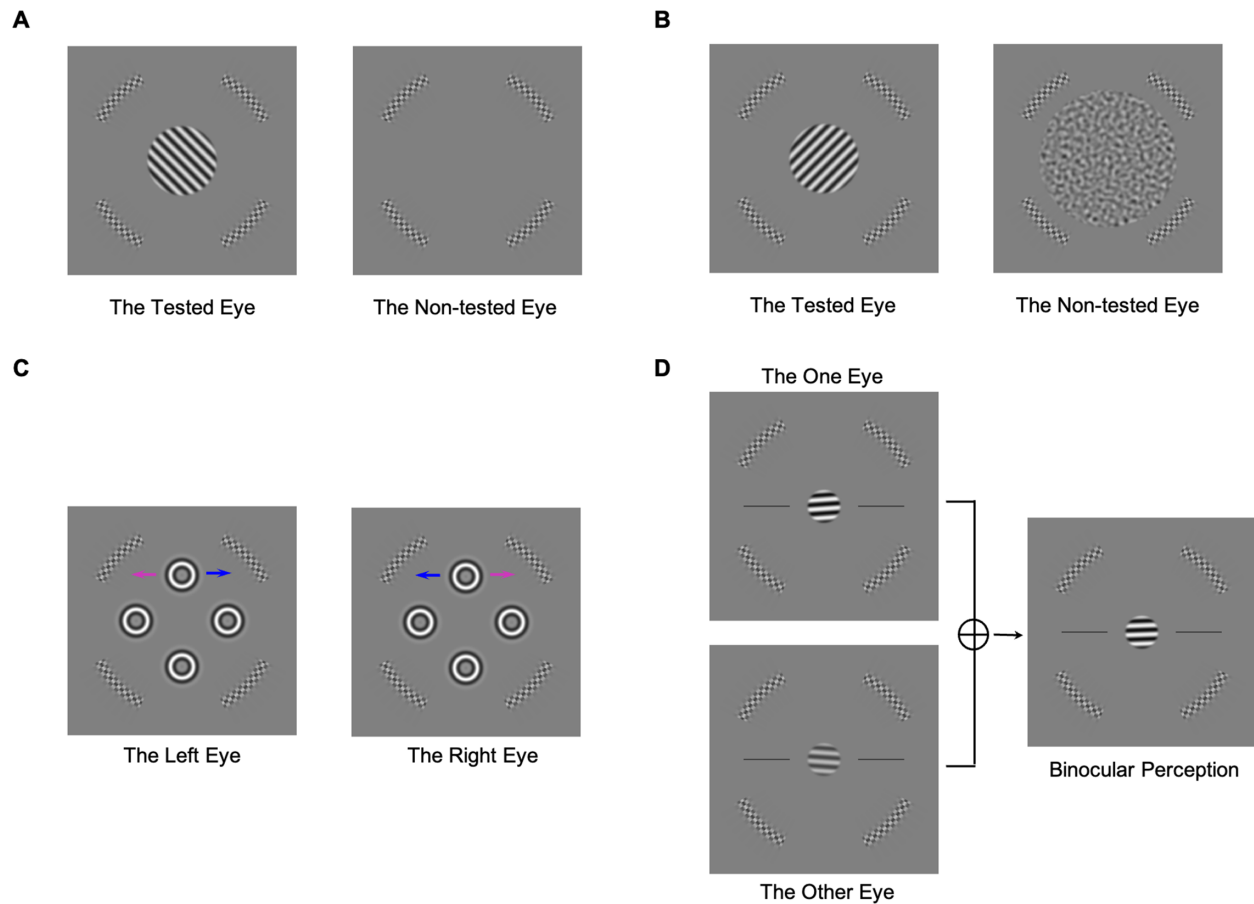 A
B
The Tested Eye
The Non-tested Eye
The Tested Eye
The Non-tested Eye
C
D
The One Eye
The Left Eye
The Right Eye
Binocular Perception
The Other Eye